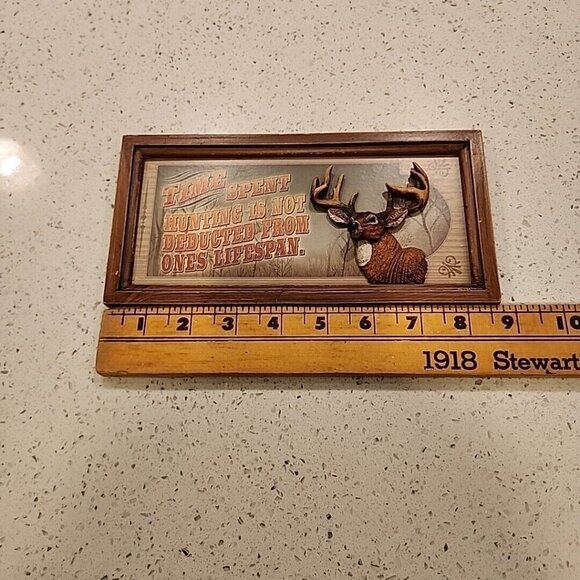 TIME SPENT
HUNTING IS NOT
DEDUCTED FROM
ONES LIFESPAN.
1 2 3 4 5 6 7 8 9 10
1918 Stewart